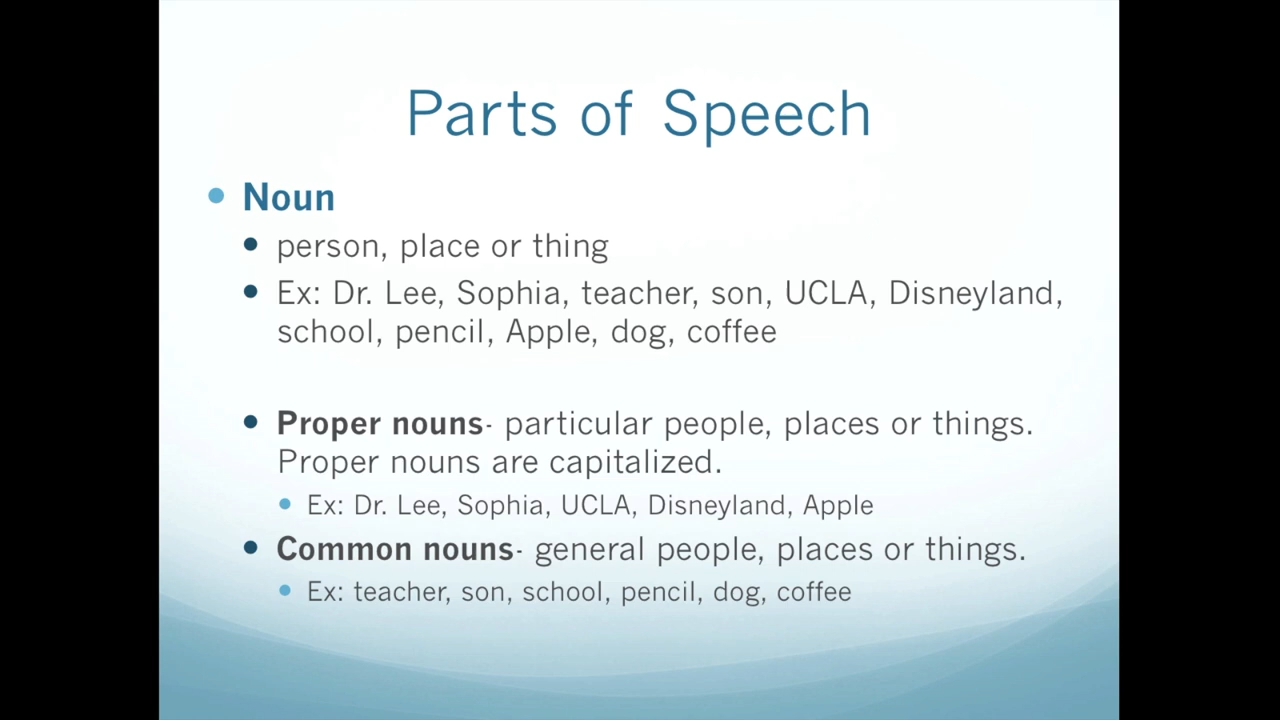 Parts of Speech
Noun
person, place or thing
Ex: Dr. Lee, Sophia, teacher, son, UCLA, Disneyland,
school, pencil, Apple, dog, coffee
Proper nouns- particular people, places or things.
Proper nouns are capitalized.
Ex: Dr. Lee, Sophia, UCLA, Disneyland, Apple
Common nouns- general people, places or things.
Ex: teacher, son, school, pencil, dog, coffee